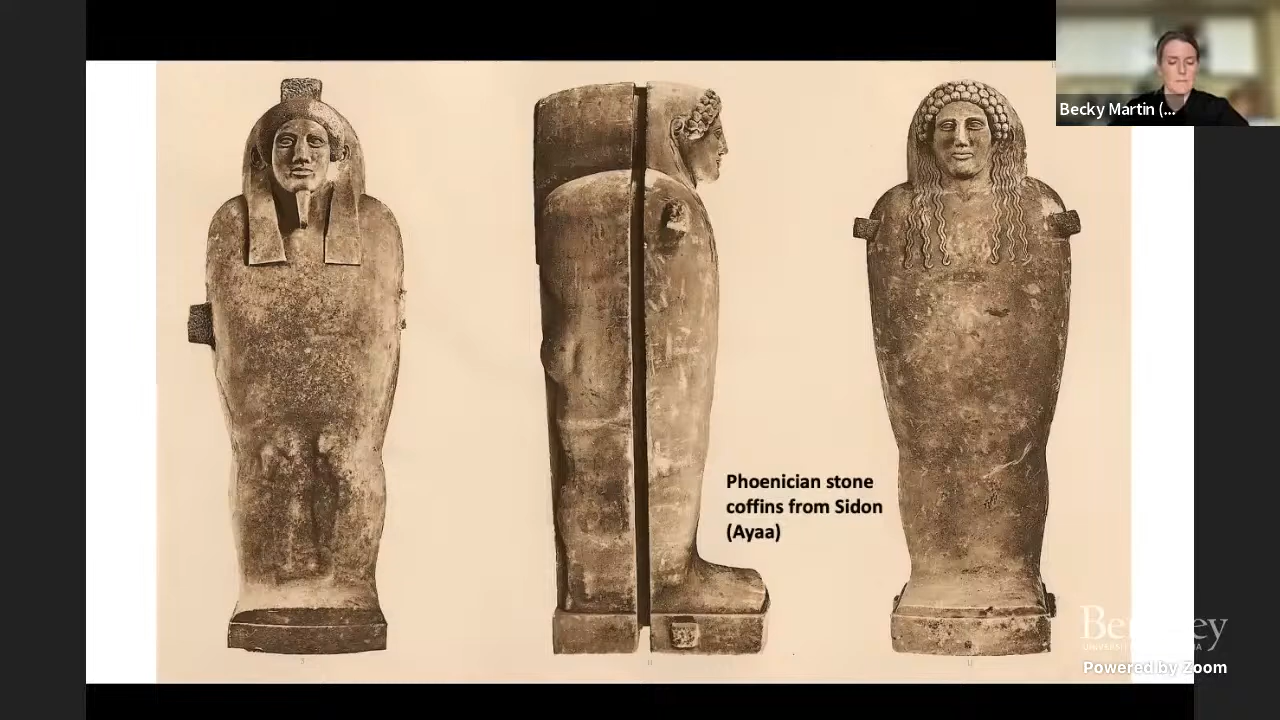 Becky Martin (...
Phoenician stone
coffins from Sidon
(Ayaa)
Powered by Zoom